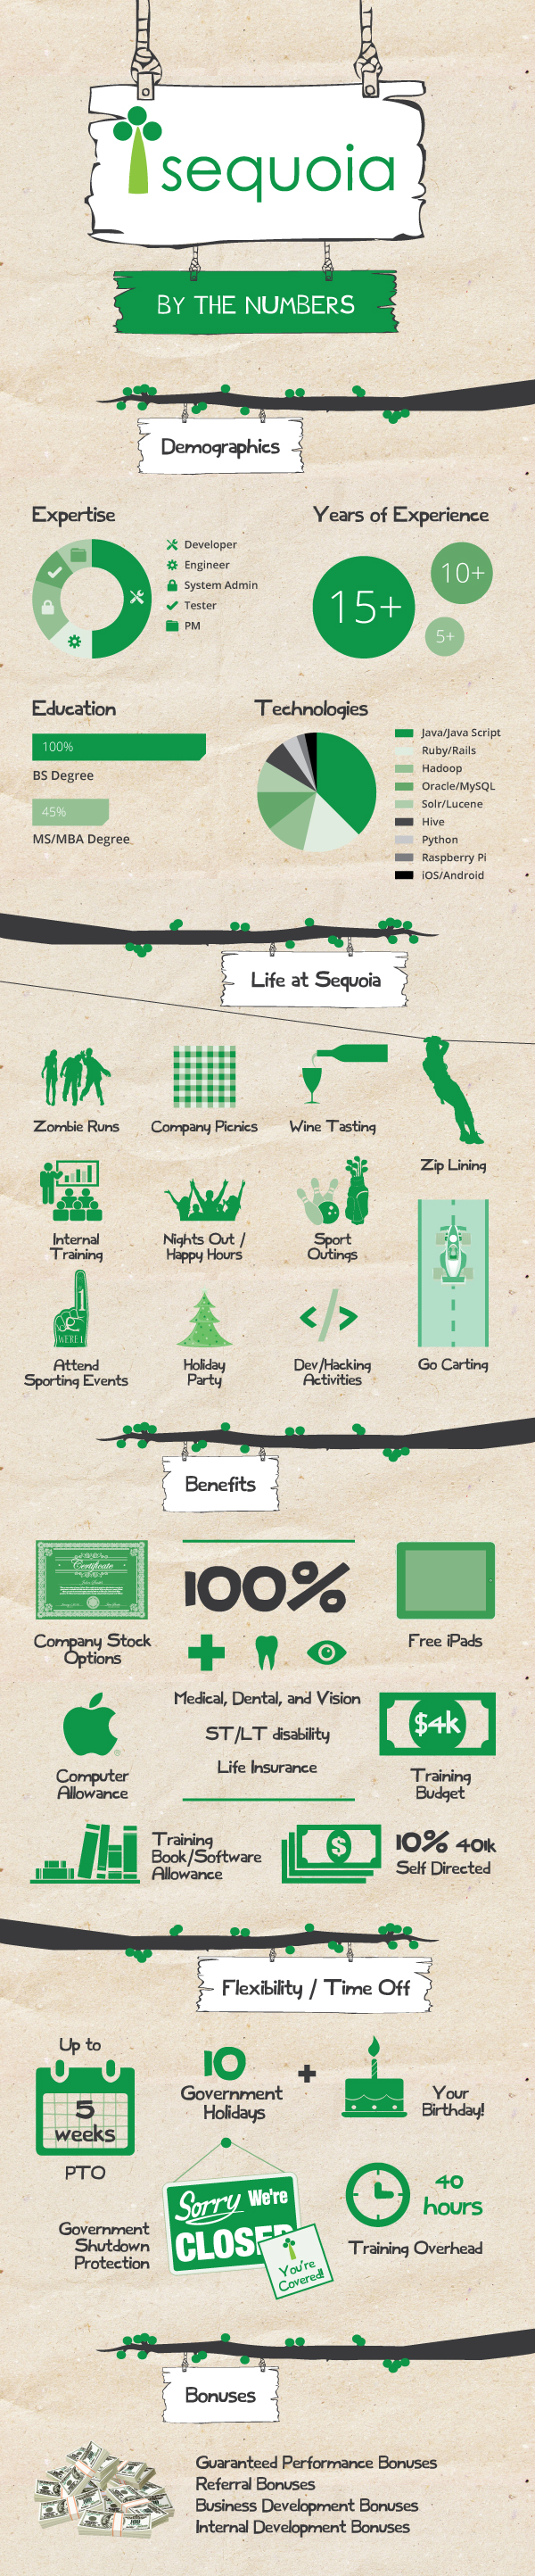 sequoia
BY THE NUMBERS
Demographics
Expertise
Developer
Engineer
System Admin
Tester
PM
Years of Experience
15+
10+
5+
Education
100%
BS Degree
45%
MS/MBA Degree
Technologies
Java/Java Script
Ruby/Rails
Hadoop
Oracle/MySQL
Solr/Lucene
Hive
Python
Raspberry Pi
iOS/Android
Life at Sequoia
Zombie Runs
Company Picnics
Wine Tasting
Zip Lining
Internal
Training
Nights Out /
Happy Hours
Sport
Outings
1
WE'RE 1
Attend
Sporting Events
Holiday
Party
</>
Dev/Hacking
Activities
Go Carting
Benefits
Certificate
Company Stock
Options
100%
Medical, Dental, and Vision
ST/LT disability
Life Insurance
Free iPads
Computer
Allowance
$4k
Training
Budget
Training
Book/Software
Allowance
$
10% 401k
Self Directed
Flexibility / Time Off
Up to
5
weeks
PTO
10
Government
Holidays
+
Your
Birthday!
Government
Shutdown
Protection
Sorry We're
CLOSED
You're
Covered!
40
hours
Training Overhead
Bonuses
Guaranteed Performance Bonuses
Referral Bonuses
Business Development Bonuses
Internal Development Bonuses